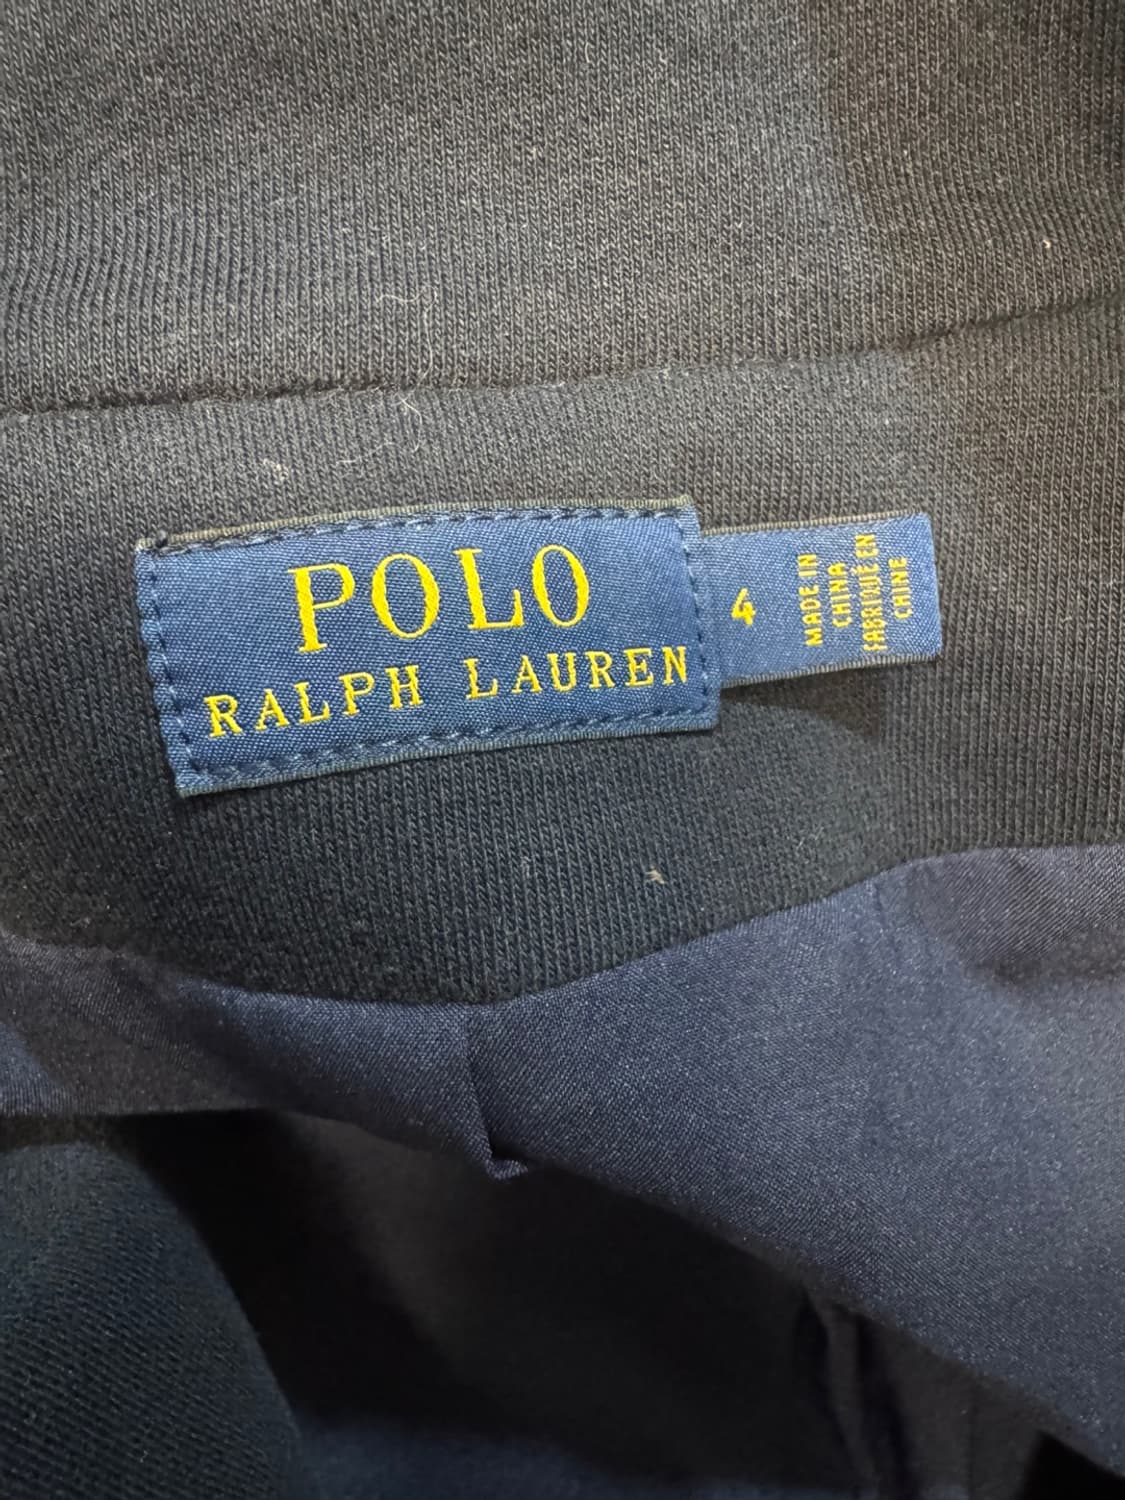 POLO
RALPH LAUREN
4
MADE IN
CHINA
FABRIQUÉ EN
CHINE